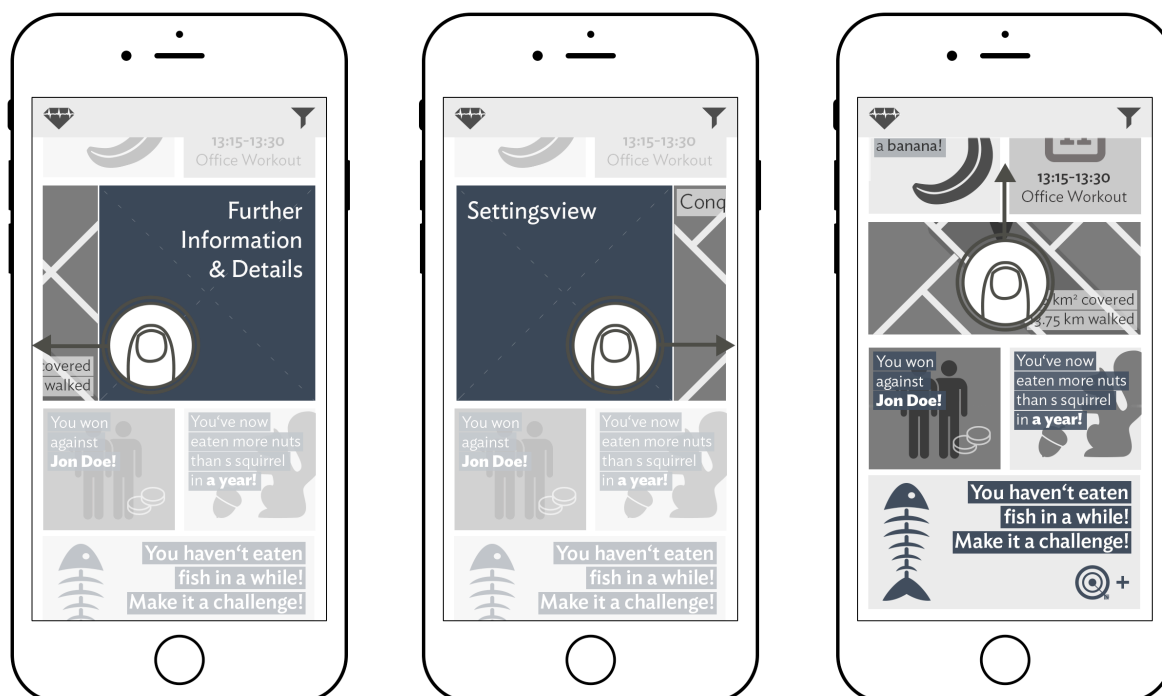 13:15-13:30
Office Workout
Further
Information
& Details
covered
walked
You won
against
Jon Doe!
You've now
eaten more nuts
than s squirrel
in a year!
You haven't eaten
fish in a while!
Make it a challenge!
13:15-13:30
Office Workout
Settingsview
Conq
You won
against
Jon Doe!
You've now
eaten more nuts
than s squirrel
in a year!
You haven't eaten
fish in a while!
Make it a challenge!
a banana!
13:15-13:30
Office Workout
km² covered
3.75 km walked
You won
against
Jon Doe!
You've now
eaten more nuts
than s squirrel
in a year!
You haven't eaten
fish in a while!
Make it a challenge!
+